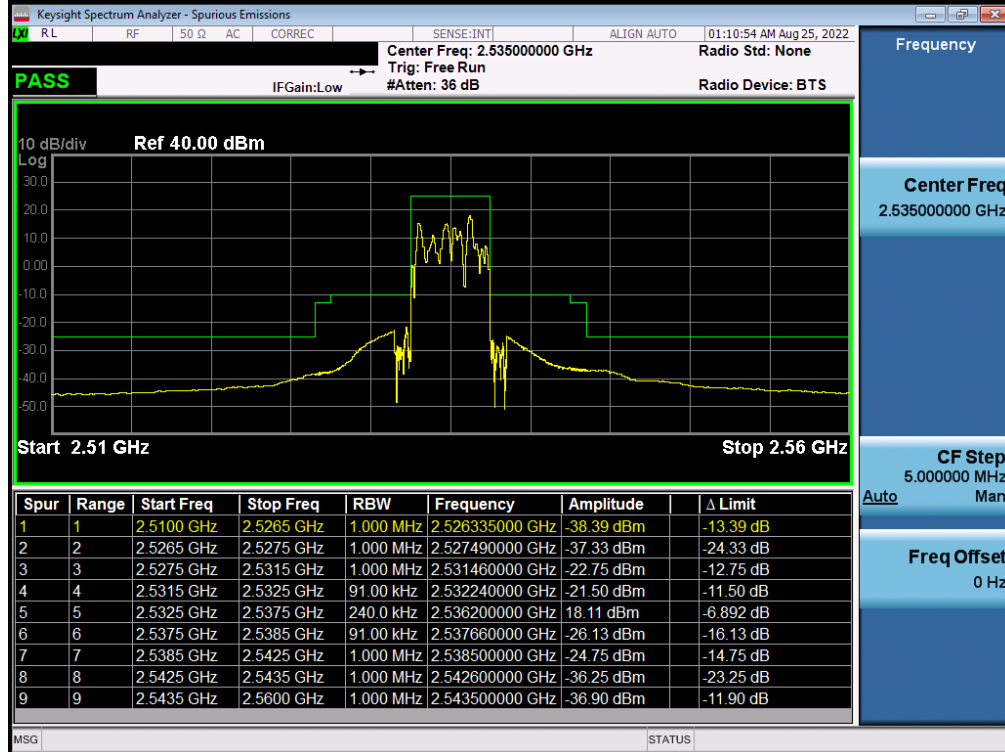 Keysight Spectrum Analyzer - Spurious Emissions
LXI RL RF 50 Ω AC CORREC SENSE:INT ALIGN AUTO 01:10:54 AM Aug 25, 2022
Center Freq: 2.535000000 GHz Radio Std: None
Trig: Free Run
PASS IFGain:Low #Atten: 36 dB Radio Device: BTS
10 dB/div Ref 40.00 dBm
Log
30.0
20.0
10.0
0.00
-10.0
-20.0
-30.0
-40.0
-50.0
Start 2.51 GHz Stop 2.56 GHz
Spur Range Start Freq Stop Freq RBW Frequency Amplitude Δ Limit
1 1 2.5100 GHz 2.5265 GHz 1.000 MHz 2.526335000 GHz -38.39 dBm -13.39 dB
2 2 2.5265 GHz 2.5275 GHz 1.000 MHz 2.527490000 GHz -37.33 dBm -24.33 dB
3 3 2.5275 GHz 2.5315 GHz 1.000 MHz 2.531460000 GHz -22.75 dBm -12.75 dB
4 4 2.5315 GHz 2.5325 GHz 91.00 kHz 2.532240000 GHz -21.50 dBm -11.50 dB
5 5 2.5325 GHz 2.5375 GHz 240.0 kHz 2.536200000 GHz 18.11 dBm -6.892 dB
6 6 2.5375 GHz 2.5385 GHz 91.00 kHz 2.537660000 GHz -26.13 dBm -16.13 dB
7 7 2.5385 GHz 2.5425 GHz 1.000 MHz 2.538500000 GHz -24.75 dBm -14.75 dB
8 8 2.5425 GHz 2.5435 GHz 1.000 MHz 2.542600000 GHz -36.25 dBm -23.25 dB
9 9 2.5435 GHz 2.5600 GHz 1.000 MHz 2.543500000 GHz -36.90 dBm -11.90 dB
MSG STATUS
Frequency
Center Freq
2.535000000 GHz
CF Step
5.000000 MHz
Auto Man
Freq Offset
0 Hz